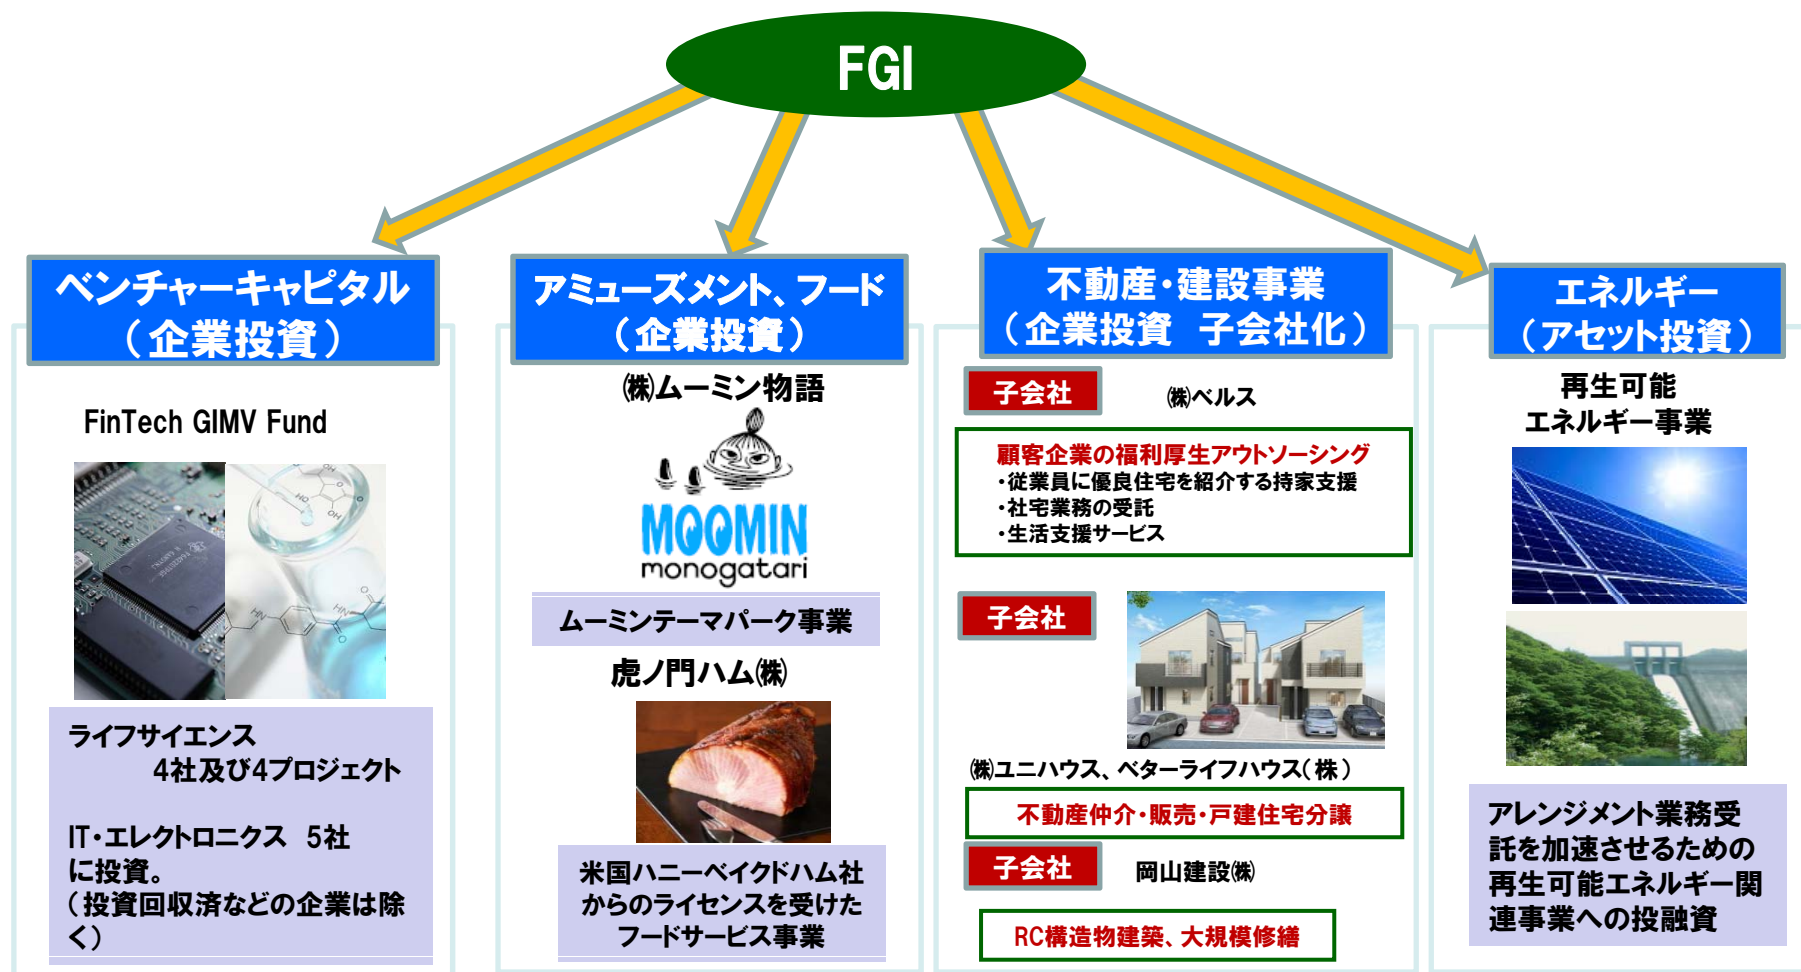 FGI
ベンチャーキャピタル
（企業投資）
FinTech GIMV Fund
ライフサイエンス
4社及び4プロジェクト
IT・エレクトロニクス 5社
に投資。
（投資回収済などの企業は除
く）
アミューズメント、フード
（企業投資）
㈱ムーミン物語
MOOMIN
monogatari
ムーミンテーマパーク事業
虎ノ門ハム㈱
米国ハニーベイクドハム社
からのライセンスを受けた
フードサービス事業
不動産・建設事業
（企業投資 子会社化）
子会社
㈱ベルス
顧客企業の福利厚生アウトソーシング
・従業員に優良住宅を紹介する持家支援
・社宅業務の受託
・生活支援サービス
子会社
㈱ユニハウス、ベターライフハウス（株）
不動産仲介・販売・戸建住宅分譲
子会社
岡山建設㈱
RC構造物建築、大規模修繕
エネルギー
（アセット投資）
再生可能
エネルギー事業
アレンジメント業務受
託を加速させるための
再生可能エネルギー関
連事業への投融資